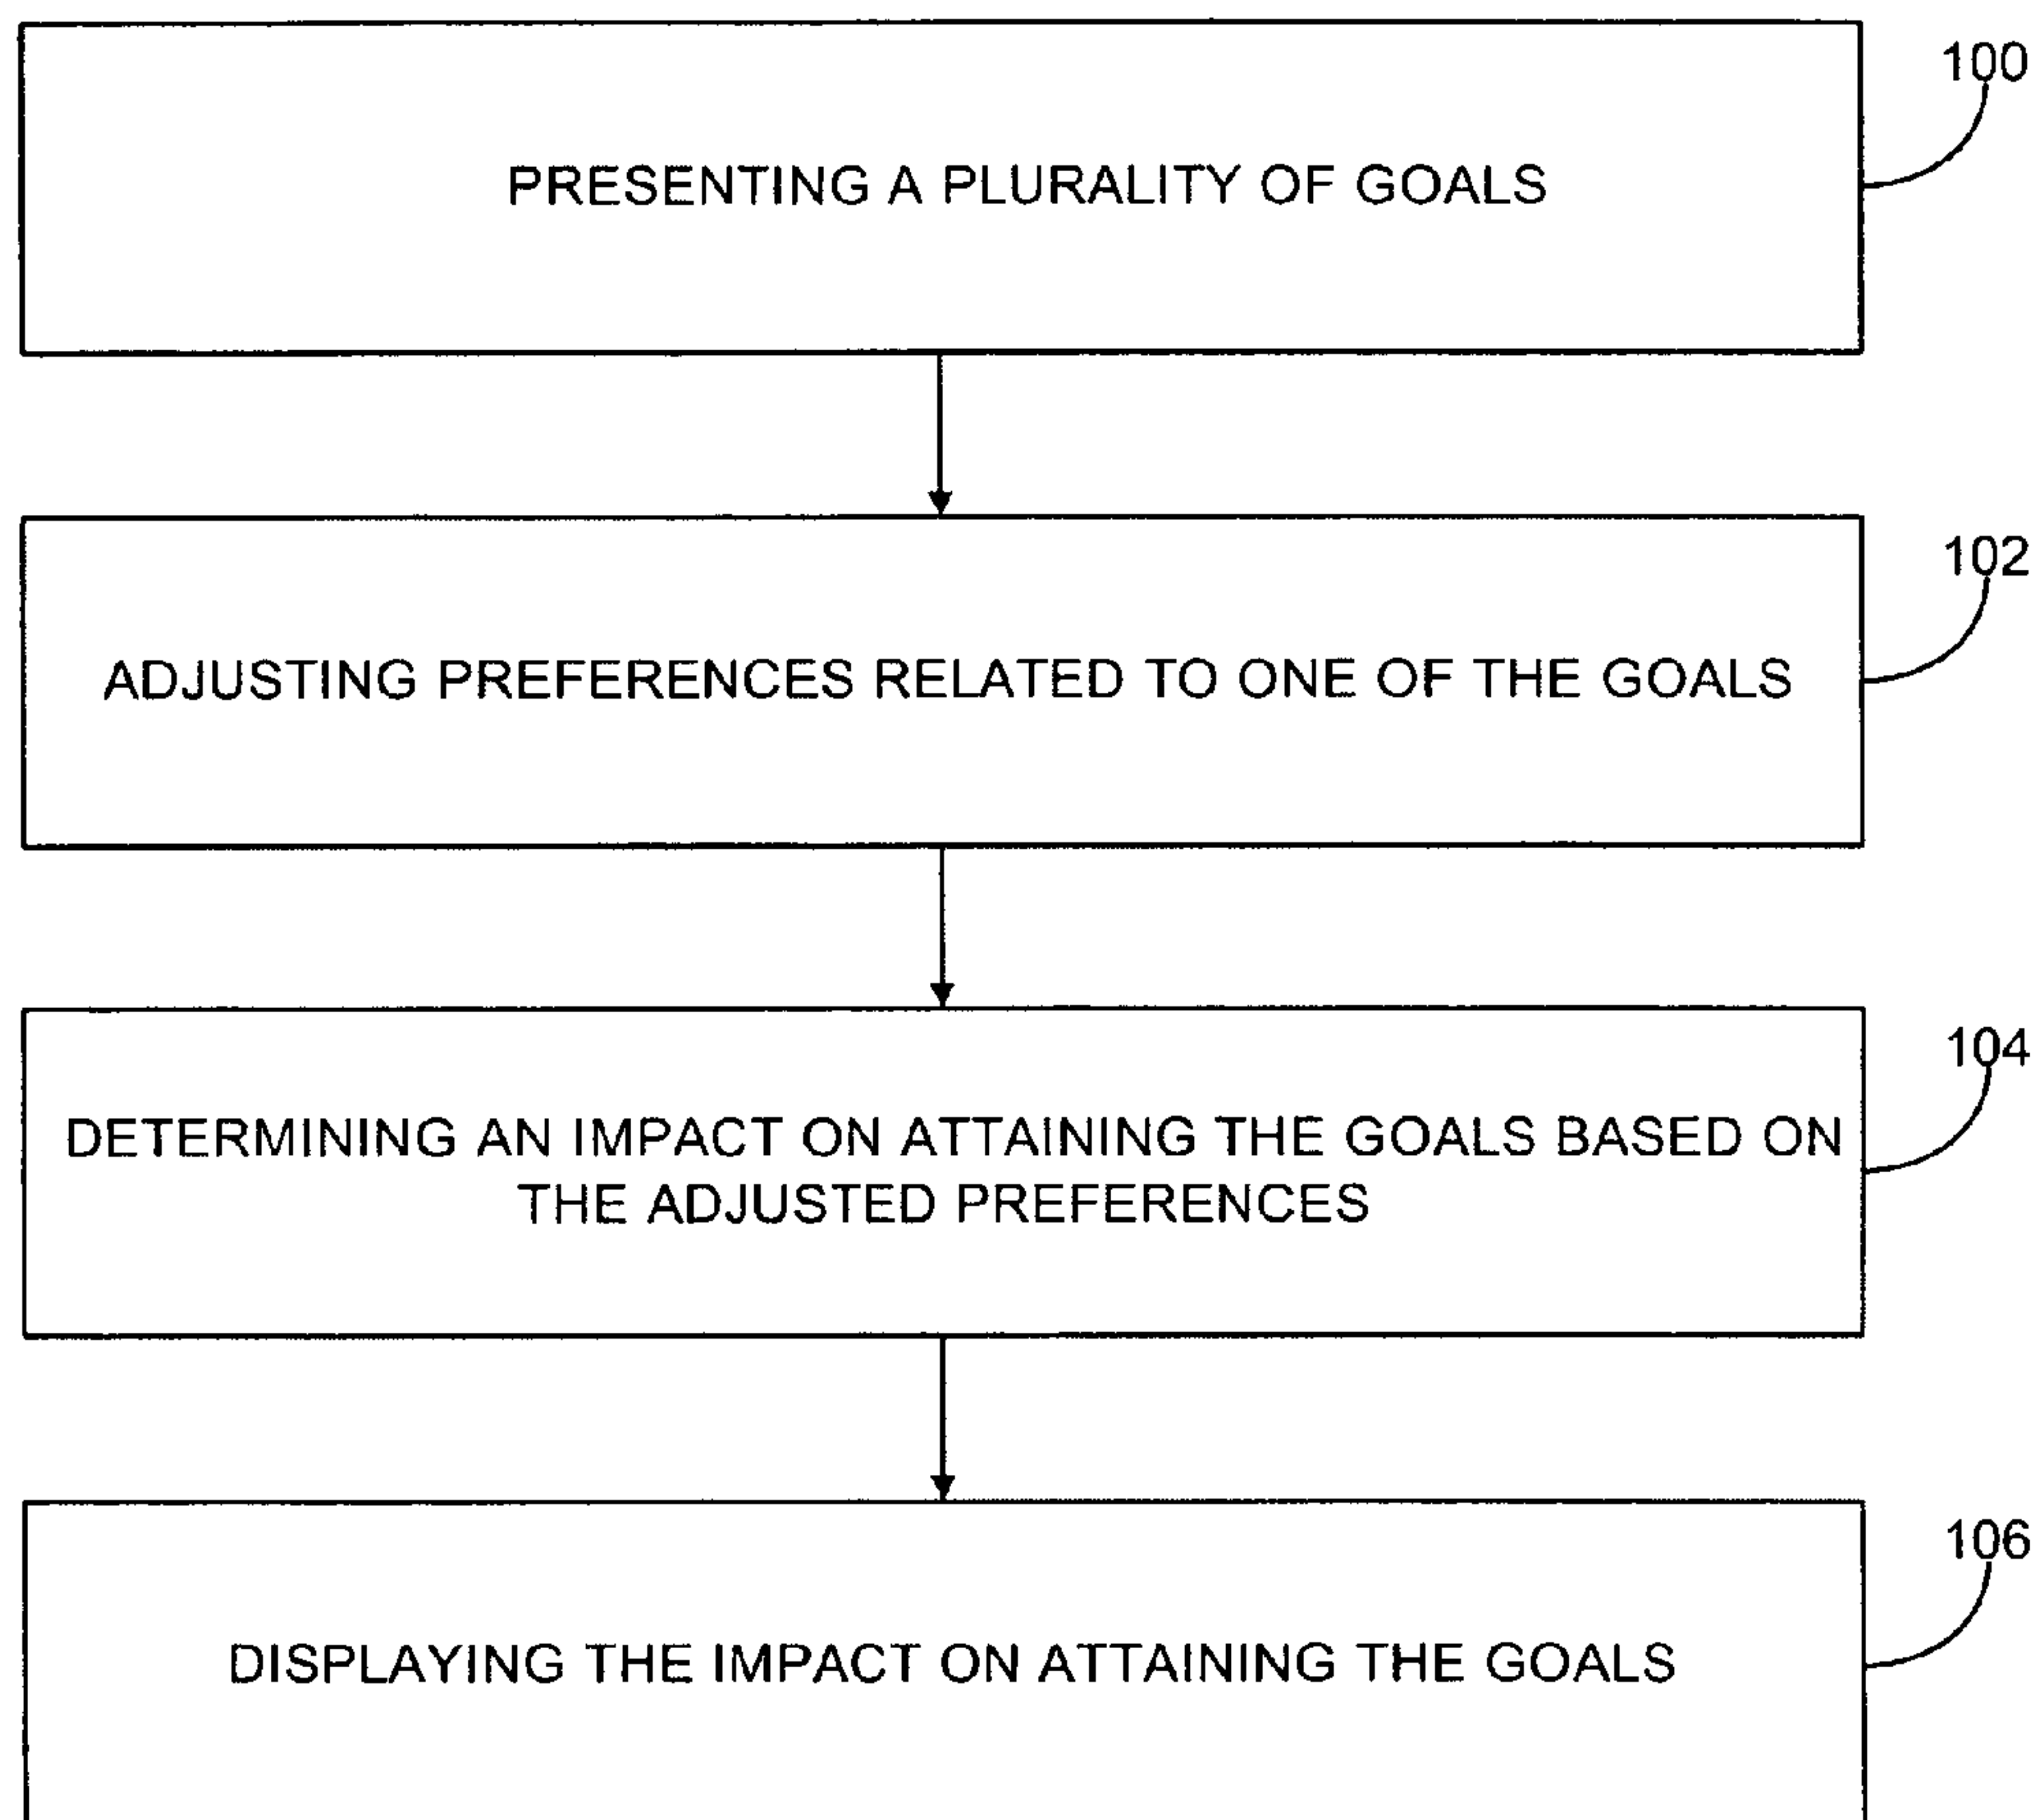 100
PRESENTING A PLURALITY OF GOALS
102
ADJUSTING PREFERENCES RELATED TO ONE OF THE GOALS
104
DETERMINING AN IMPACT ON ATTAINING THE GOALS BASED ON
THE ADJUSTED PREFERENCES
106
DISPLAYING THE IMPACT ON ATTAINING THE GOALS